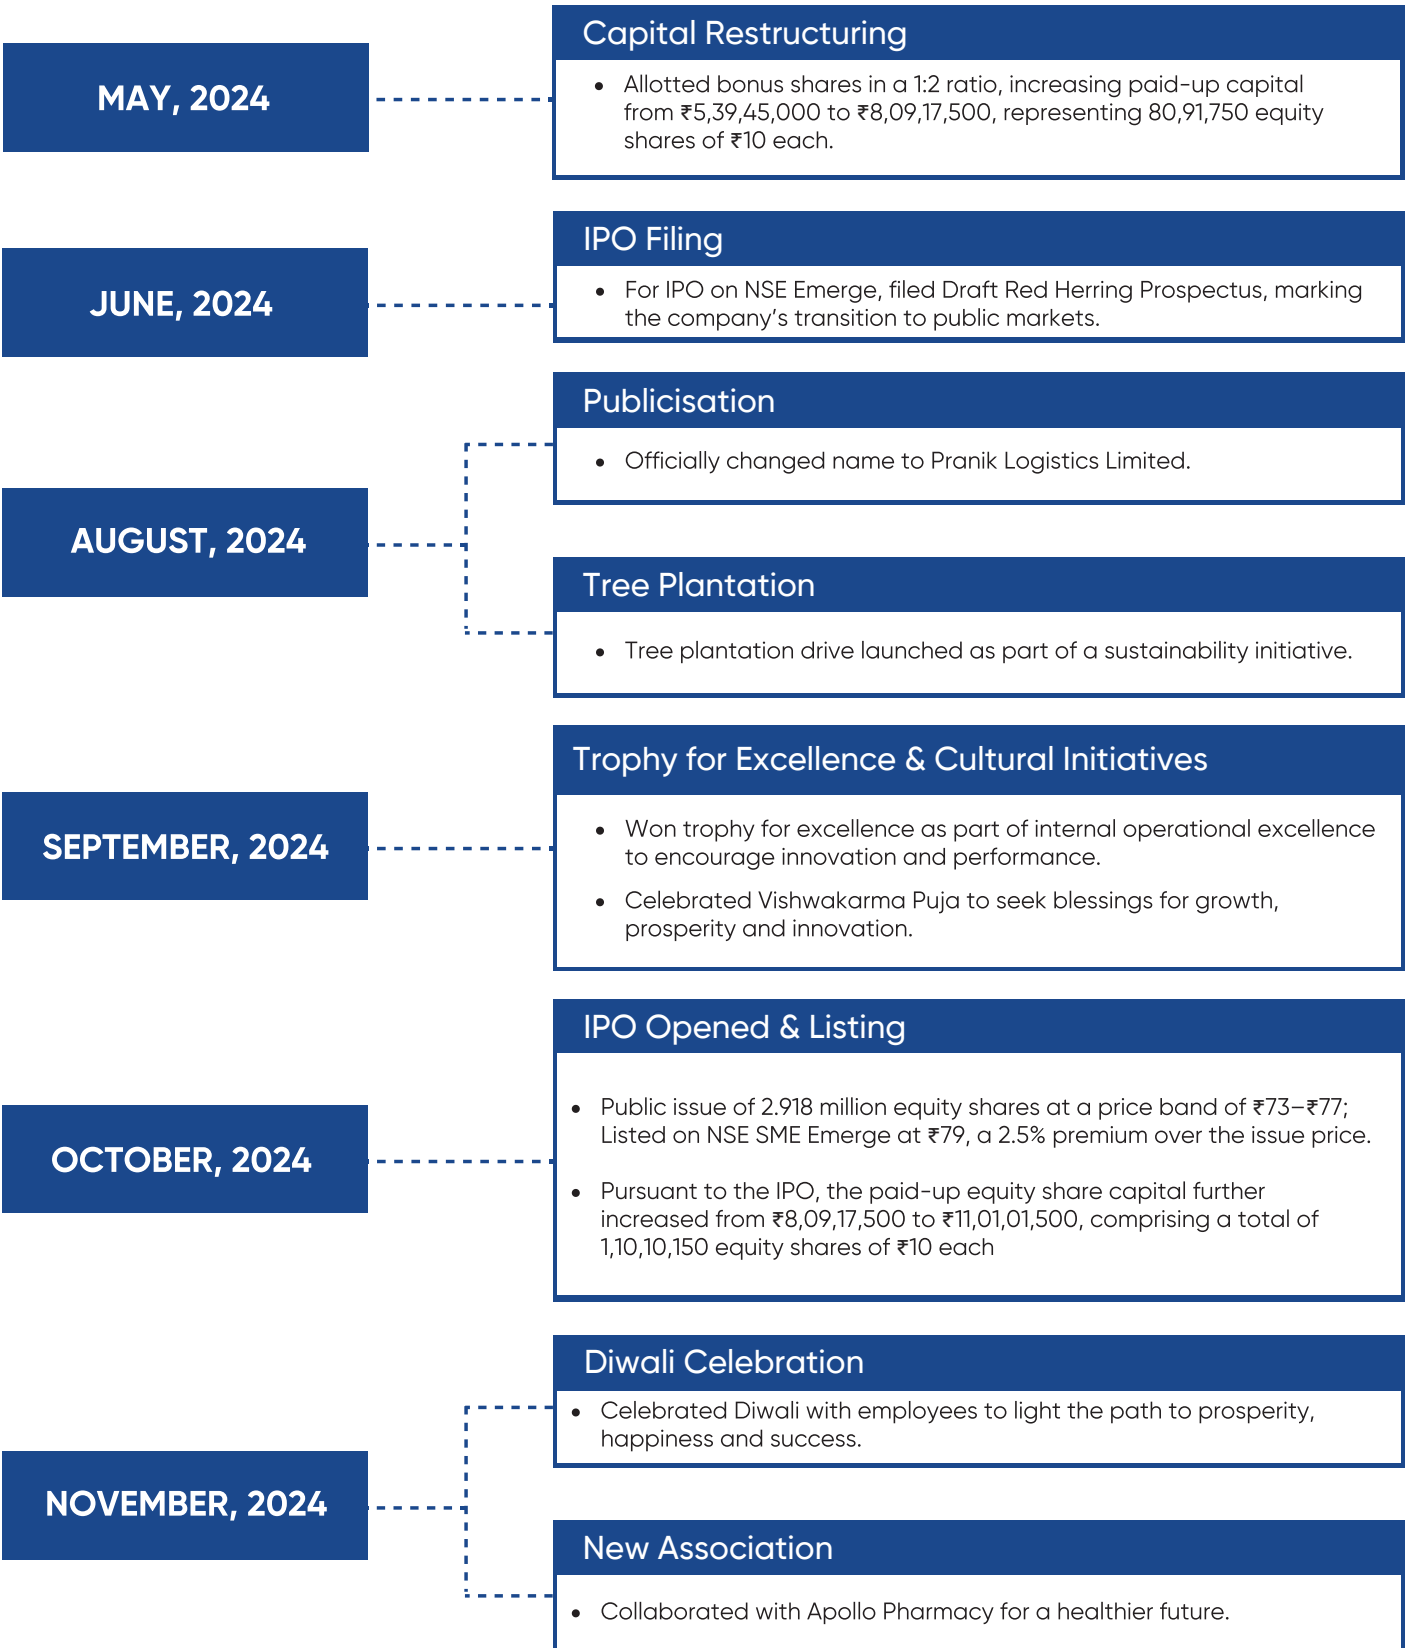 MAY, 2024
Capital Restructuring
• Allotted bonus shares in a 1:2 ratio, increasing paid-up capital
from ₹5,39,45,000 to ₹8,09,17,500, representing 80,91,750 equity
shares of ₹10 each.
JUNE, 2024
IPO Filing
• For IPO on NSE Emerge, filed Draft Red Herring Prospectus, marking
the company’s transition to public markets.
AUGUST, 2024
Publicisation
• Officially changed name to Pranik Logistics Limited.
Tree Plantation
• Tree plantation drive launched as part of a sustainability initiative.
SEPTEMBER, 2024
Trophy for Excellence & Cultural Initiatives
• Won trophy for excellence as part of internal operational excellence
to encourage innovation and performance.
• Celebrated Vishwakarma Puja to seek blessings for growth,
prosperity and innovation.
OCTOBER, 2024
IPO Opened & Listing
• Public issue of 2.918 million equity shares at a price band of ₹73–₹77;
Listed on NSE SME Emerge at ₹79, a 2.5% premium over the issue price.
• Pursuant to the IPO, the paid-up equity share capital further
increased from ₹8,09,17,500 to ₹11,01,01,500, comprising a total of
1,10,10,150 equity shares of ₹10 each
NOVEMBER, 2024
Diwali Celebration
• Celebrated Diwali with employees to light the path to prosperity,
happiness and success.
New Association
• Collaborated with Apollo Pharmacy for a healthier future.